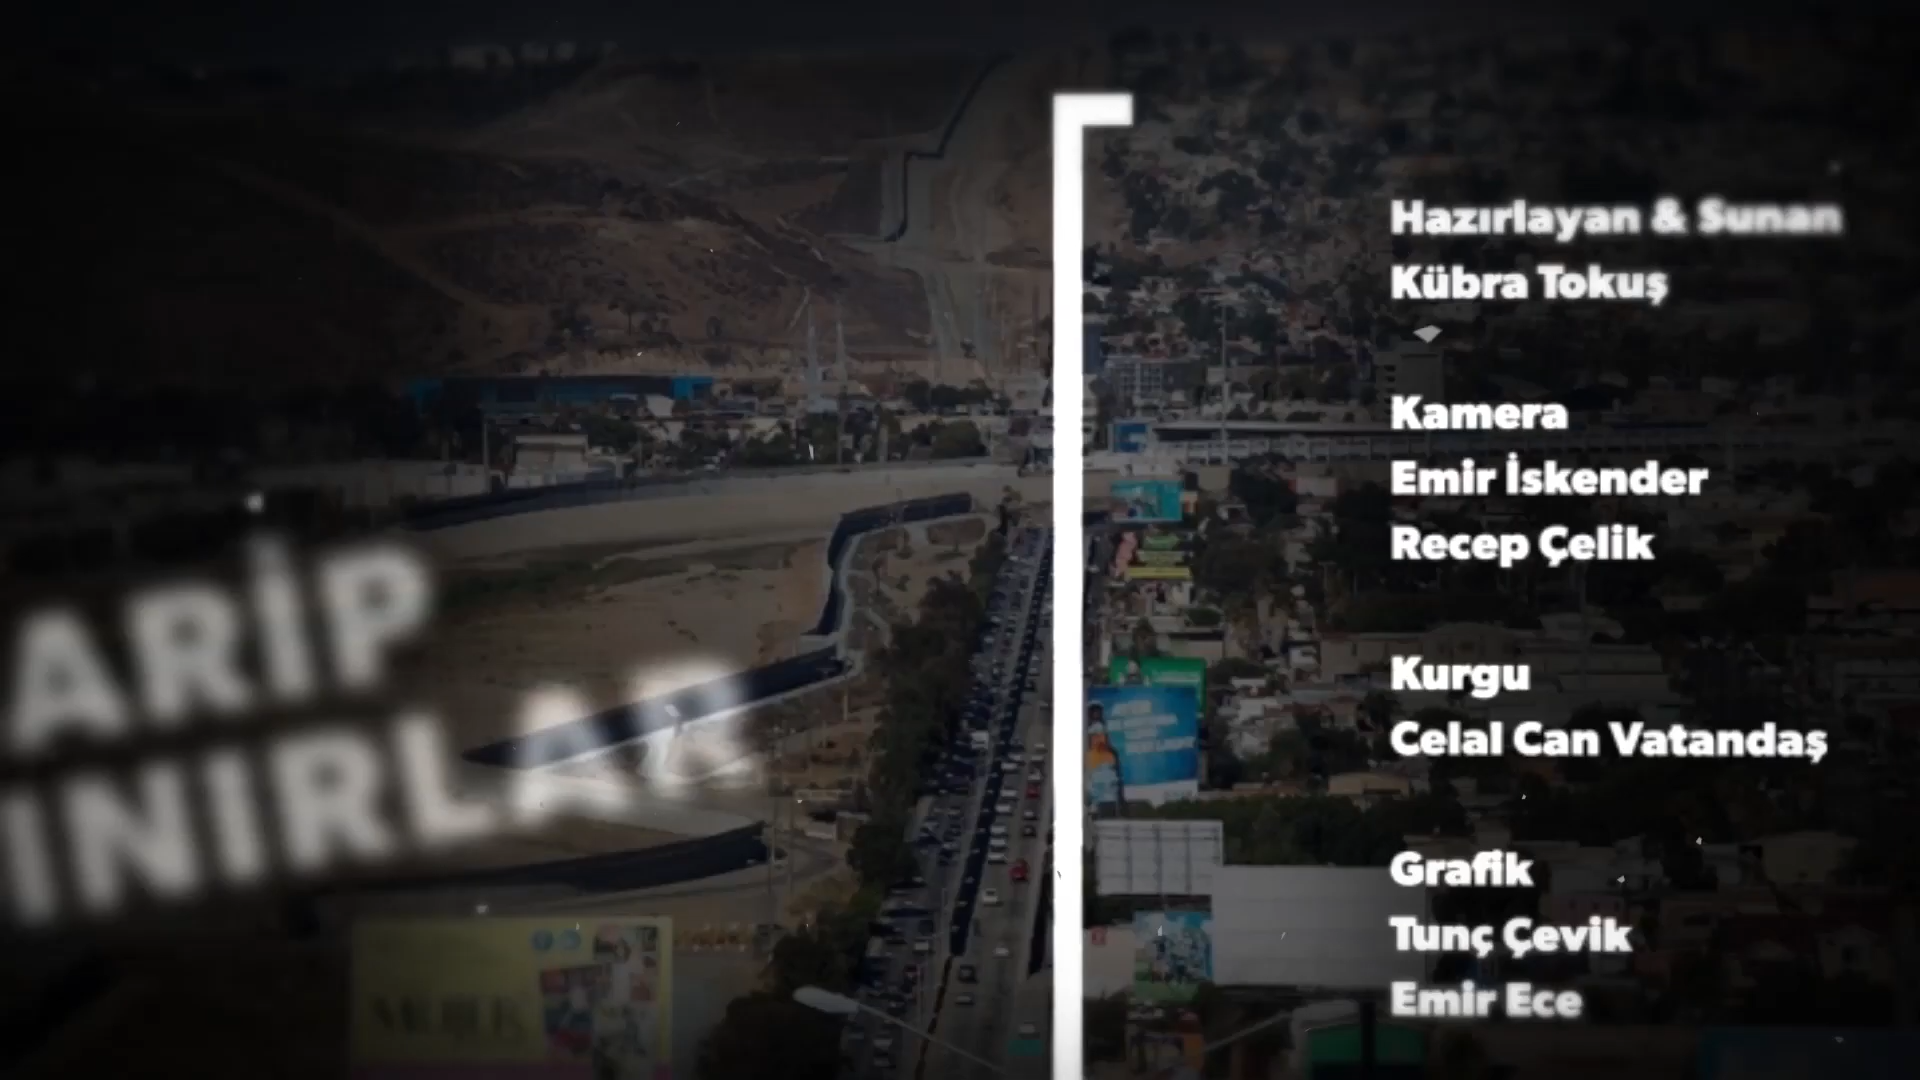 ARİP
INIRLAR
Hazırlayan & Sunan
Kübra Tokuş
Kamera
Emir İskender
Recep Çelik
Kurgu
Celal Can Vatandaş
Grafik
Tunç Çevik
Emir Ece